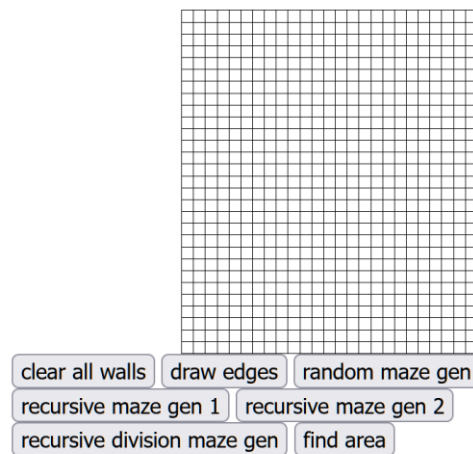 clear all walls draw edges random maze gen
recursive maze gen 1 recursive maze gen 2
recursive division maze gen find area